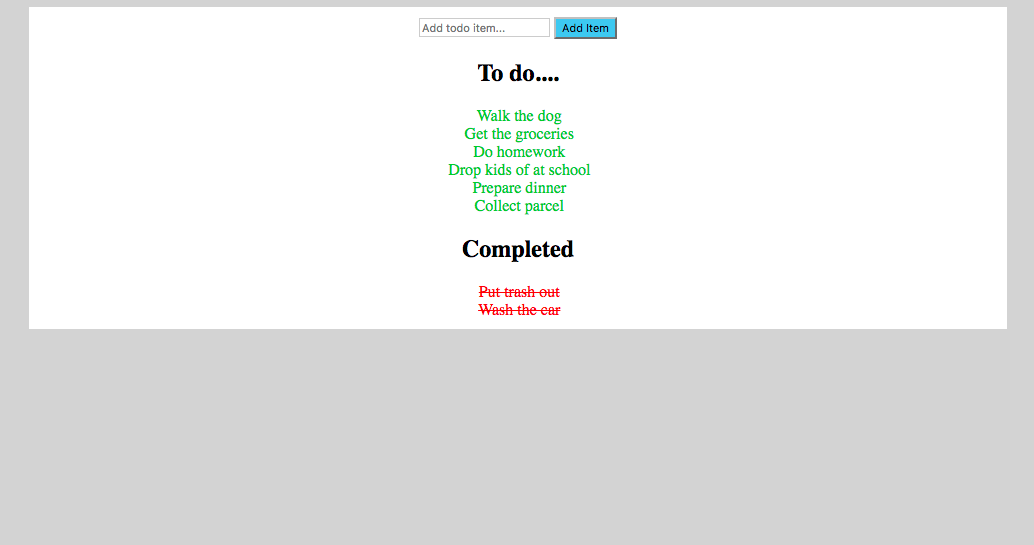 Add todo item... Add Item
To do....
Walk the dog
Get the groceries
Do homework
Drop kids of at school
Prepare dinner
Collect parcel
Completed
Put trash out
Wash the car